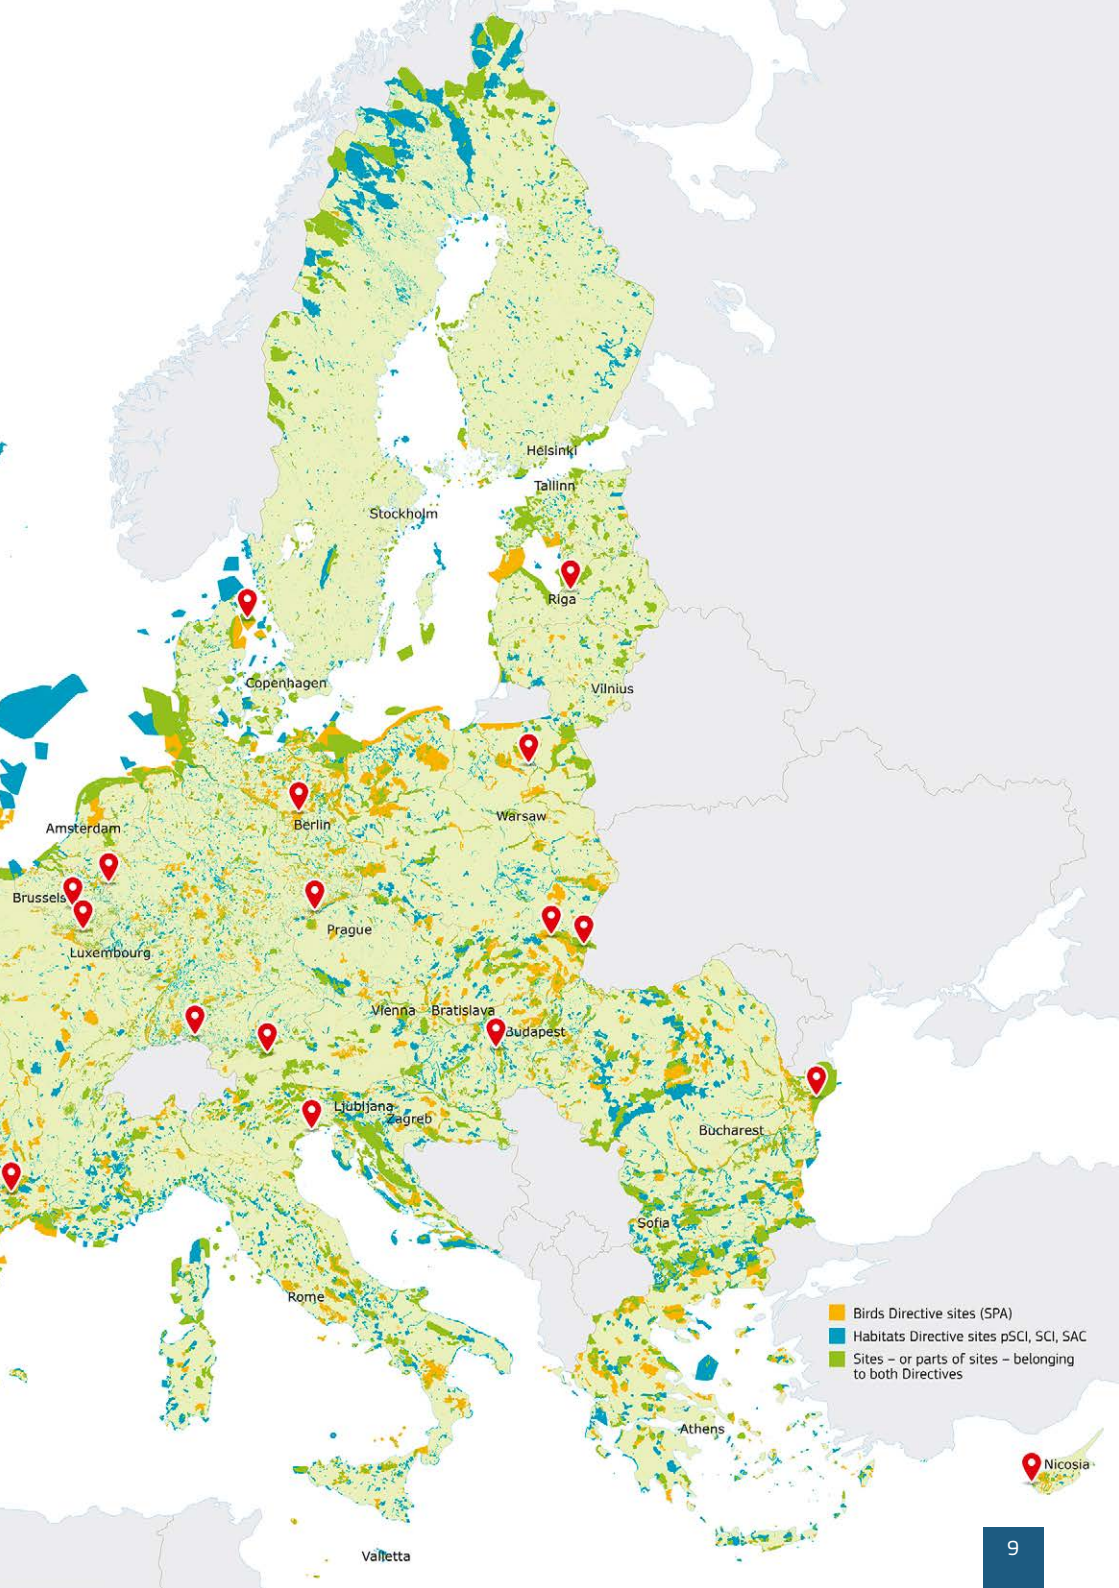 Helsinki
Tallinn
Stockholm
Riga
Copenhagen
Vilnius
Warsaw
Berlin
Amsterdam
Brussels
Prague
Luxembourg
Vienna
Bratislava
Budapest
Ljubljana
Zagreb
Bucharest
Sofia
Rome
Birds Directive sites (SPA)
Habitats Directive sites pSCI, SCI, SAC
Sites – or parts of sites – belonging
to both Directives
Athens
Nicosia
Valletta
9